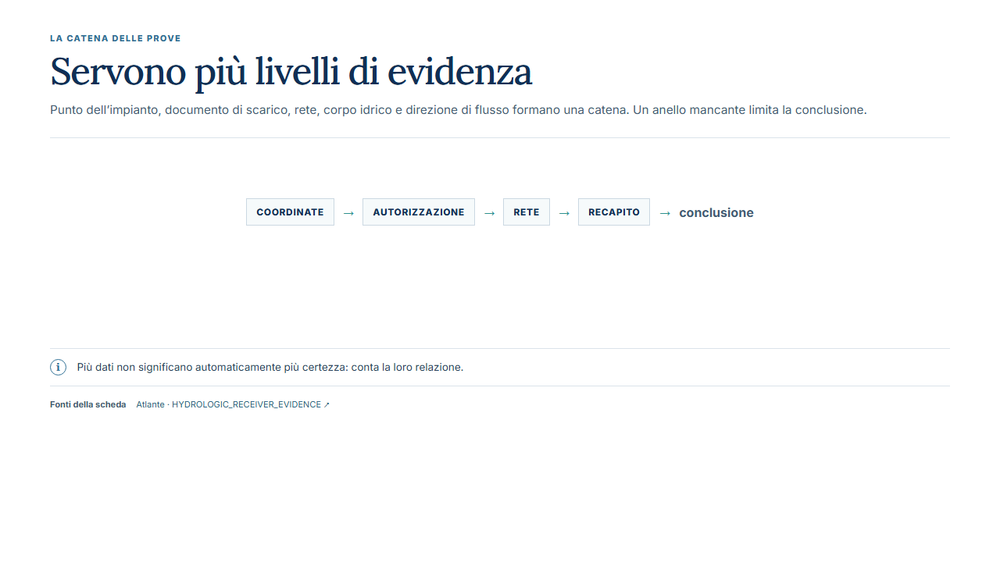 LA CATENA DELLE PROVE
Servono più livelli di evidenza
Punto dell’impianto, documento di scarico, rete, corpo idrico e direzione di flusso formano una catena. Un anello mancante limita la conclusione.
COORDINATE → AUTORIZZAZIONE → RETE → RECAPITO → conclusione
i Più dati non significano automaticamente più certezza: conta la loro relazione.
Fonti della scheda Atlante · HYDROLOGIC_RECEIVER_EVIDENCE ↗